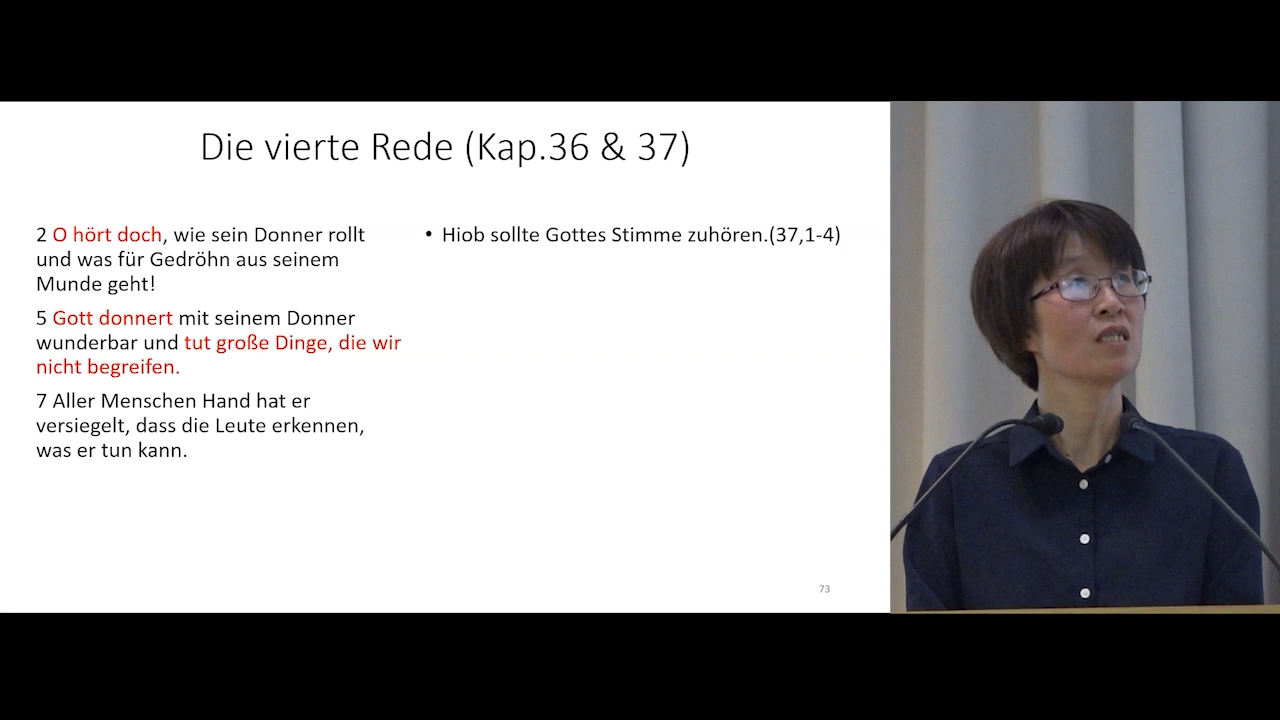 Die vierte Rede (Kap.36 & 37)
2 O hört doch, wie sein Donner rollt
und was für Gedröhn aus seinem
Munde geht!
5 Gott donnert mit seinem Donner
wunderbar und tut große Dinge, die wir
nicht begreifen.
7 Aller Menschen Hand hat er
versiegelt, dass die Leute erkennen,
was er tun kann.
• Hiob sollte Gottes Stimme zuhören.(37,1-4)
73